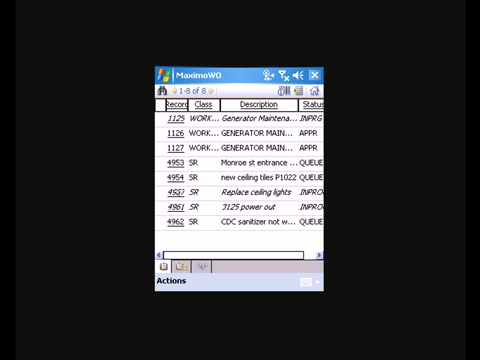 MaximoWO
1-8 of 8
Record Class Description Status
1125 WORK... Generator Maintena... INPRG
1126 WORK... GENERATOR MAIN... APPR
1127 WORK... GENERATOR MAIN... APPR
4953 SR Monroe st entrance ... QUEUE
4954 SR new ceiling tiles P1022 QUEUE
4957 SR Replace ceiling lights INPRO
4961 SR 3125 power out INPRO
4962 SR CDC sanitizer not w... QUEUE
Actions